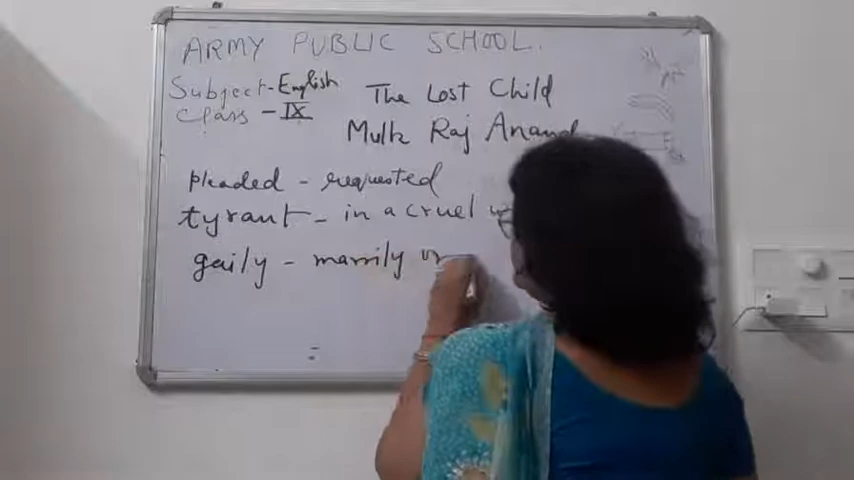 ARMY PUBLIC SCHOOL.
Subject - English
Class - IX
The Lost Child
Mulk Raj Anand
pleaded - requested
tyrant - in a cruel
gaily - marrily